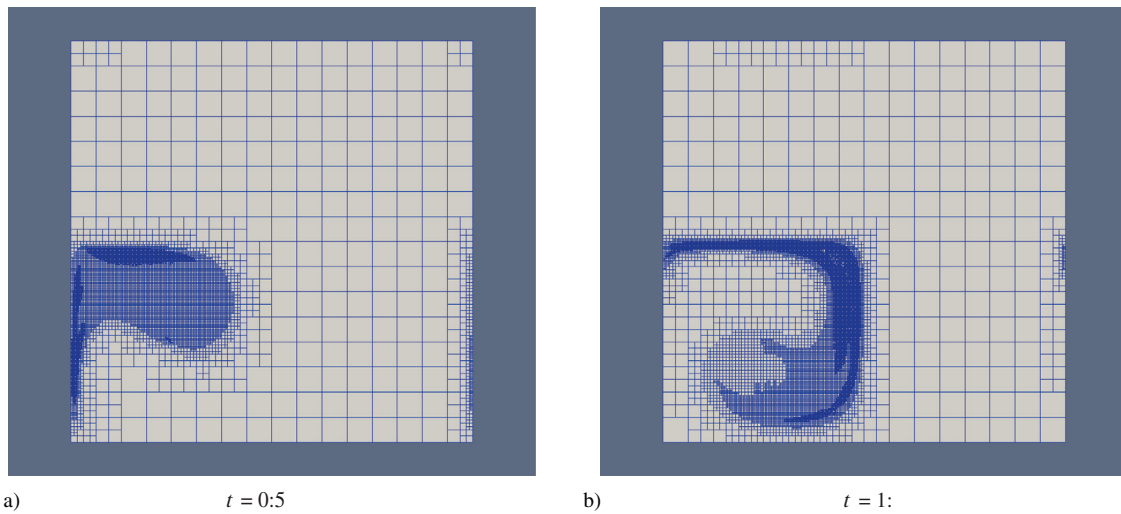 a) t = 0:5 b) t = 1: